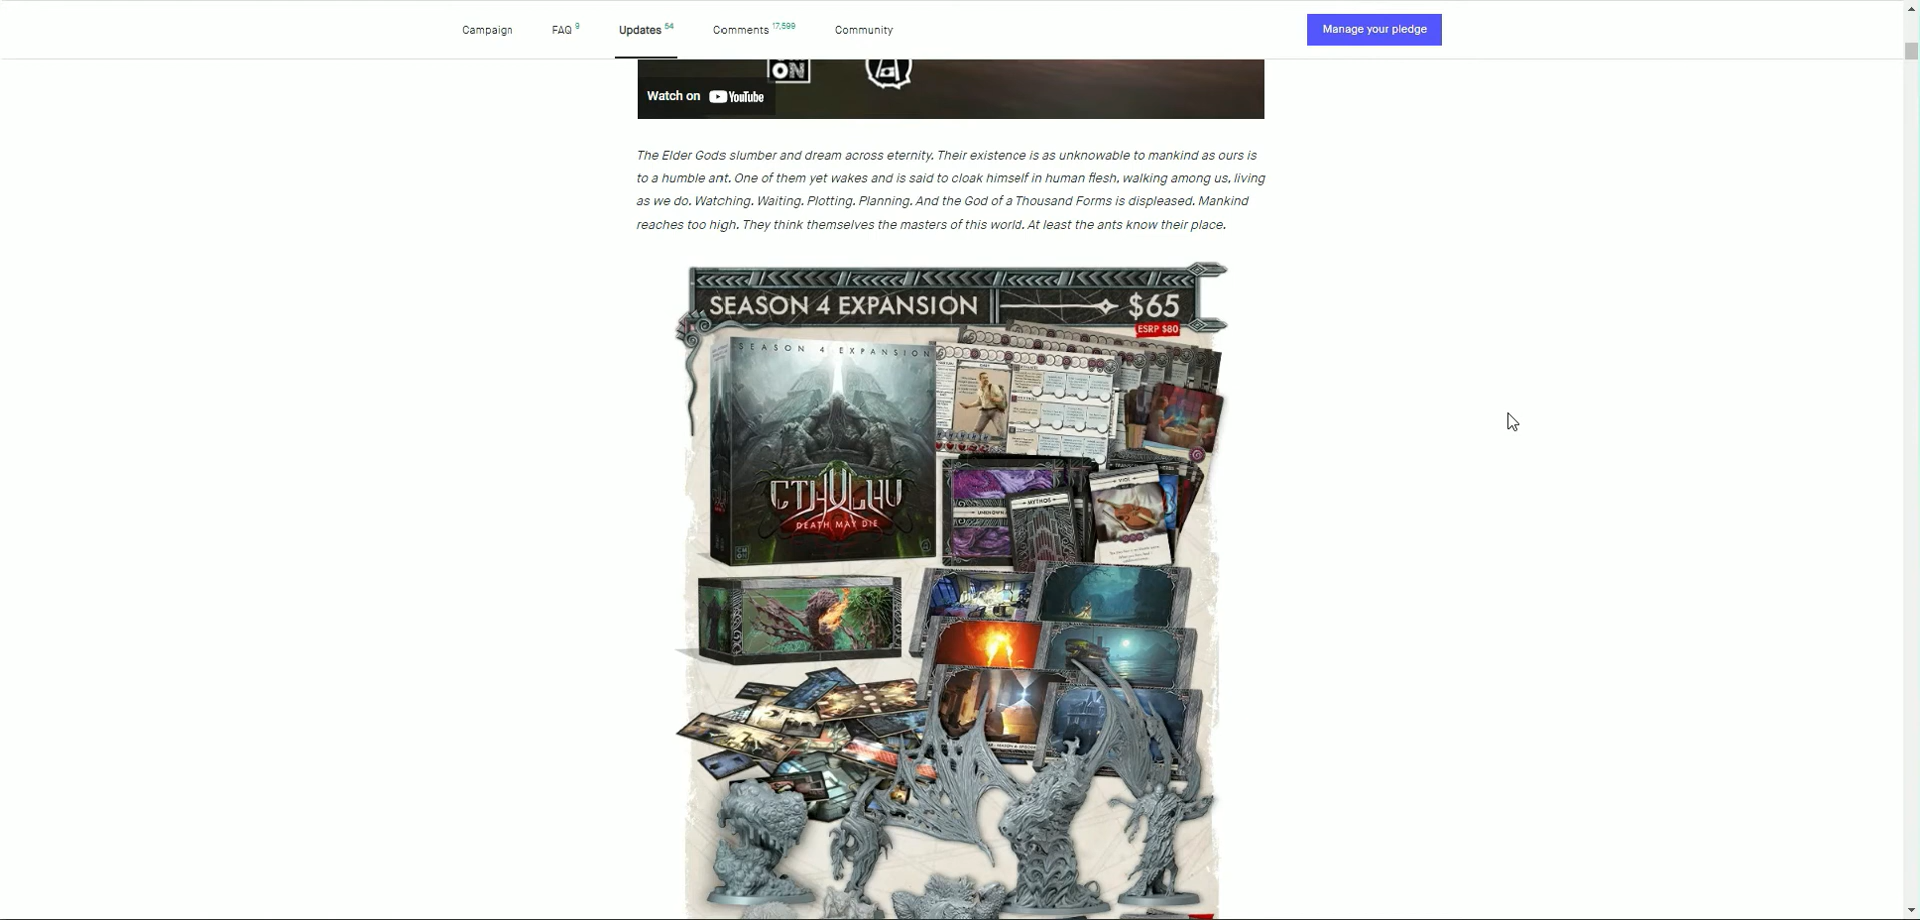 Campaign FAQ 9 Updates 54 Comments 17,599 Community Manage your pledge
Watch on YouTube
The Elder Gods slumber and dream across eternity. Their existence is as unknowable to mankind as ours is
to a humble ant. One of them yet wakes and is said to cloak himself in human flesh, walking among us, living
as we do. Watching. Waiting. Plotting. Planning. And the God of a Thousand Forms is displeased. Mankind
reaches too high. They think themselves the masters of this world. At least the ants know their place.
SEASON 4 EXPANSION $65
ESRP $80
SEASON 4 EXPANSION
CTHULHU
DEATH MAY DIE
MYTHOS